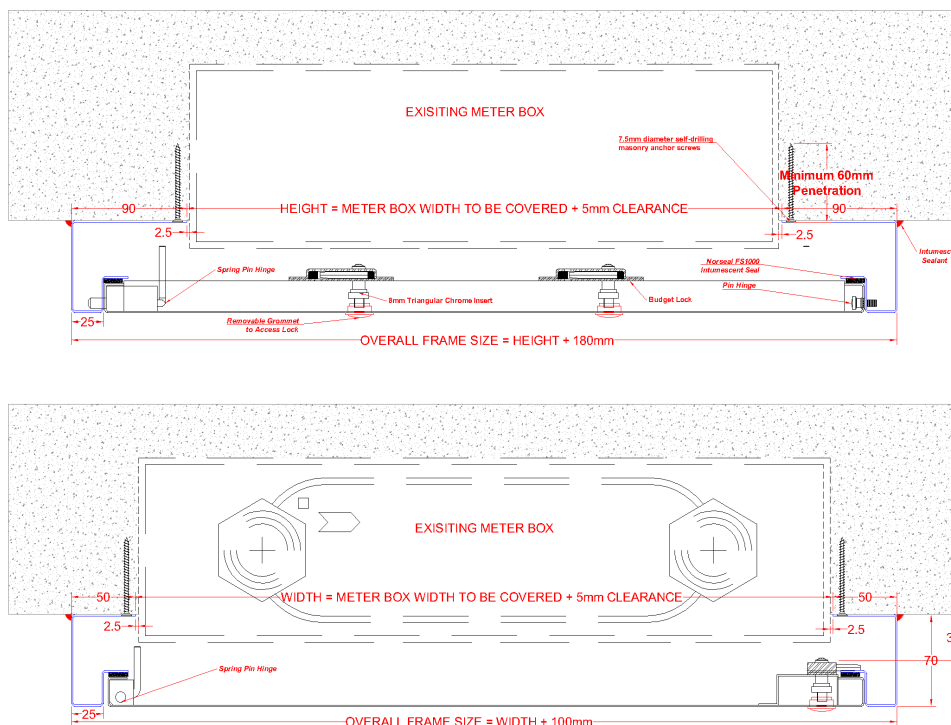 EXISITING METER BOX
7.5mm diameter self-drilling
masonry anchor screws
Minimum 60mm
Penetration
90
HEIGHT = METER BOX WIDTH TO BE COVERED + 5mm CLEARANCE
90
2.5
2.5
Intumesc
Sealant
Spring Pin Hinge
Norseal FS1000
Intumescent Seal
Pin Hinge
8mm Triangular Chrome Insert
Budget Lock
25
Removable Grommet
to Access Lock
OVERALL FRAME SIZE = HEIGHT + 180mm
EXISITING METER BOX
50
WIDTH = METER BOX WIDTH TO BE COVERED + 5mm CLEARANCE
50
2.5
2.5
3
70
Spring Pin Hinge
25
OVERALL FRAME SIZE = WIDTH + 100mm